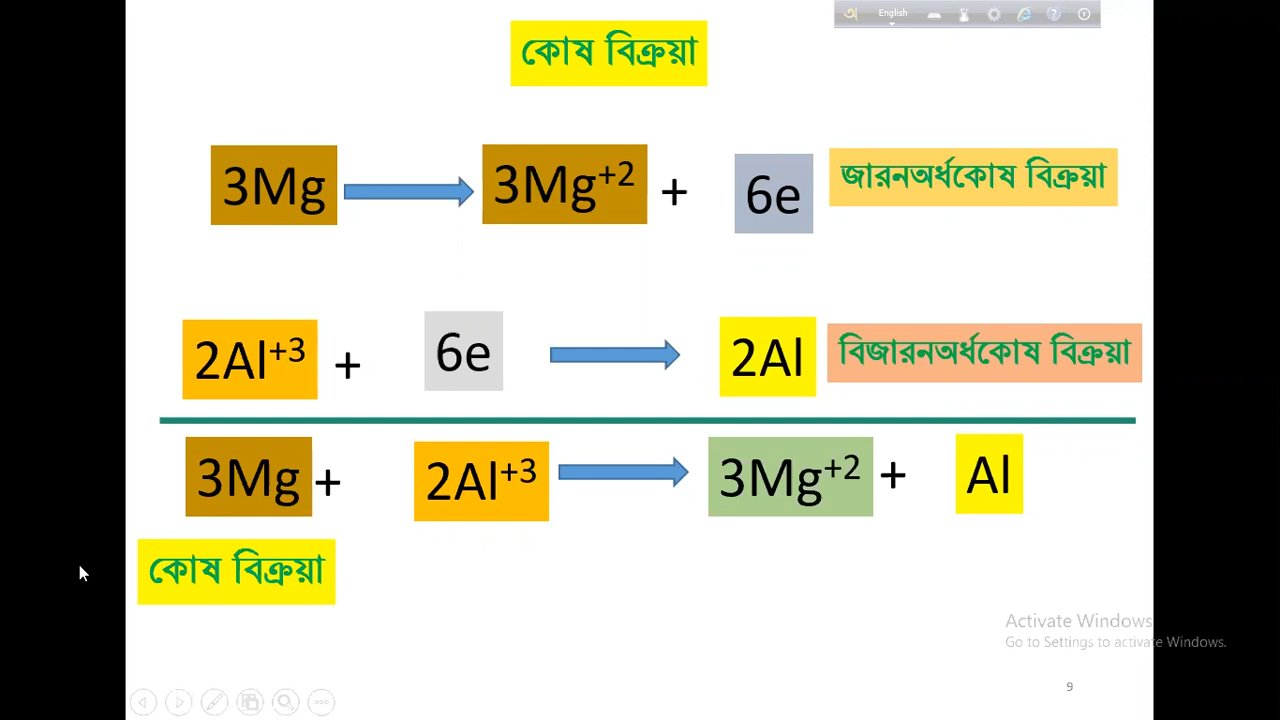 English
কোষ বিক্রয়া
3Mg 3Mg⁺² + 6e জারনঅর্ধকোষ বিক্রয়া
2Al⁺³ + 6e 2Al বিজারনঅর্ধকোষ বিক্রয়া
3Mg + 2Al⁺³ 3Mg⁺² + Al
কোষ বিক্রয়া
Activate Windows
Go to Settings to activate Windows.
9